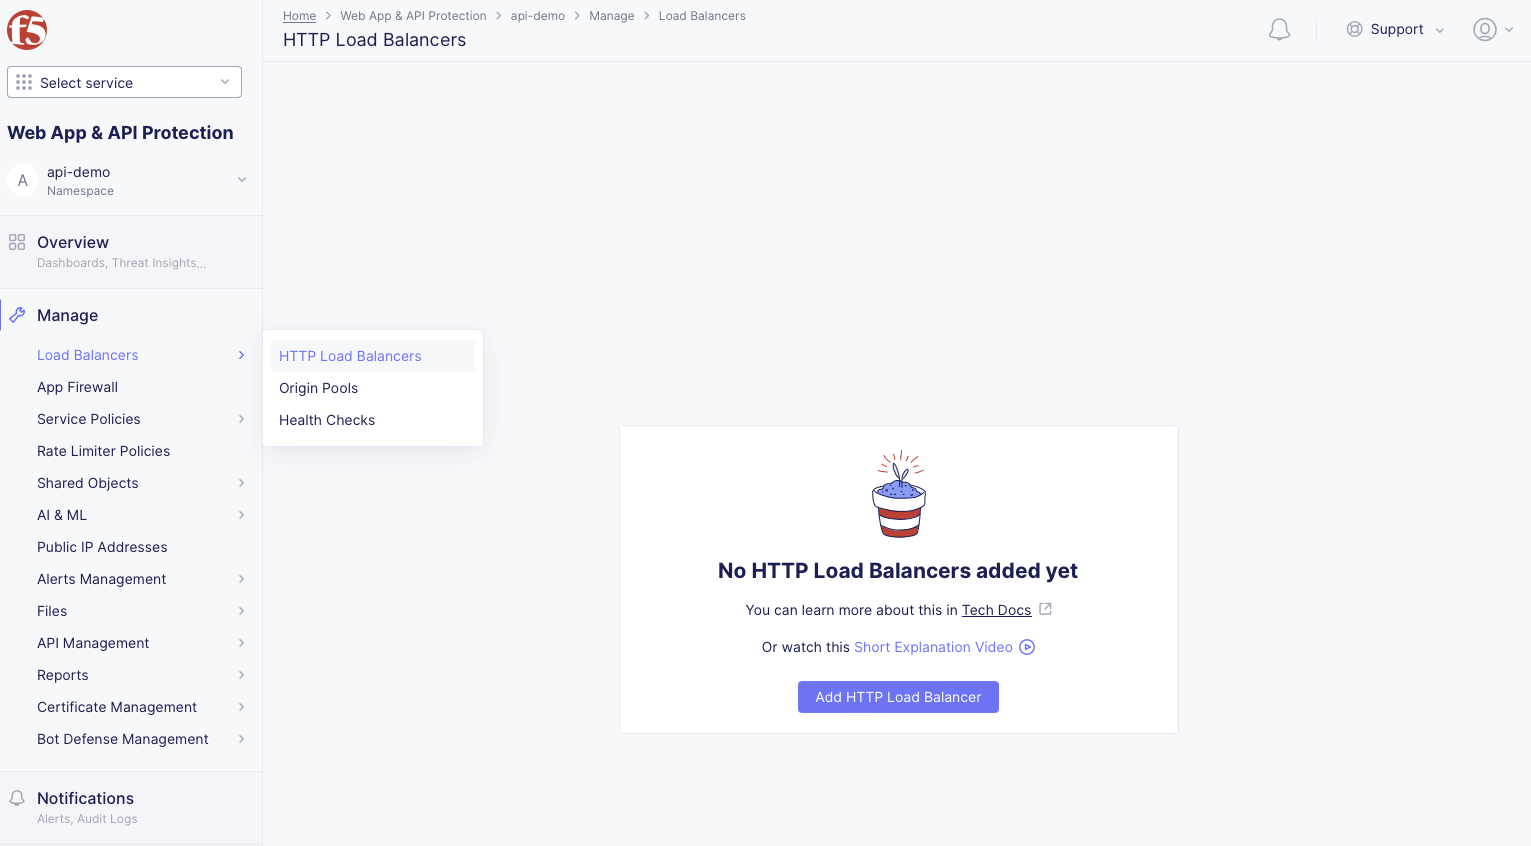 f5
Select service
Web App & API Protection
A
api-demo
Namespace
Overview
Dashboards, Threat Insights...
Manage
Load Balancers
App Firewall
Service Policies
Rate Limiter Policies
Shared Objects
AI & ML
Public IP Addresses
Alerts Management
Files
API Management
Reports
Certificate Management
Bot Defense Management
Notifications
Alerts, Audit Logs
Home > Web App & API Protection > api-demo > Manage > Load Balancers
HTTP Load Balancers
Support
HTTP Load Balancers
Origin Pools
Health Checks
No HTTP Load Balancers added yet
You can learn more about this in Tech Docs
Or watch this Short Explanation Video
Add HTTP Load Balancer